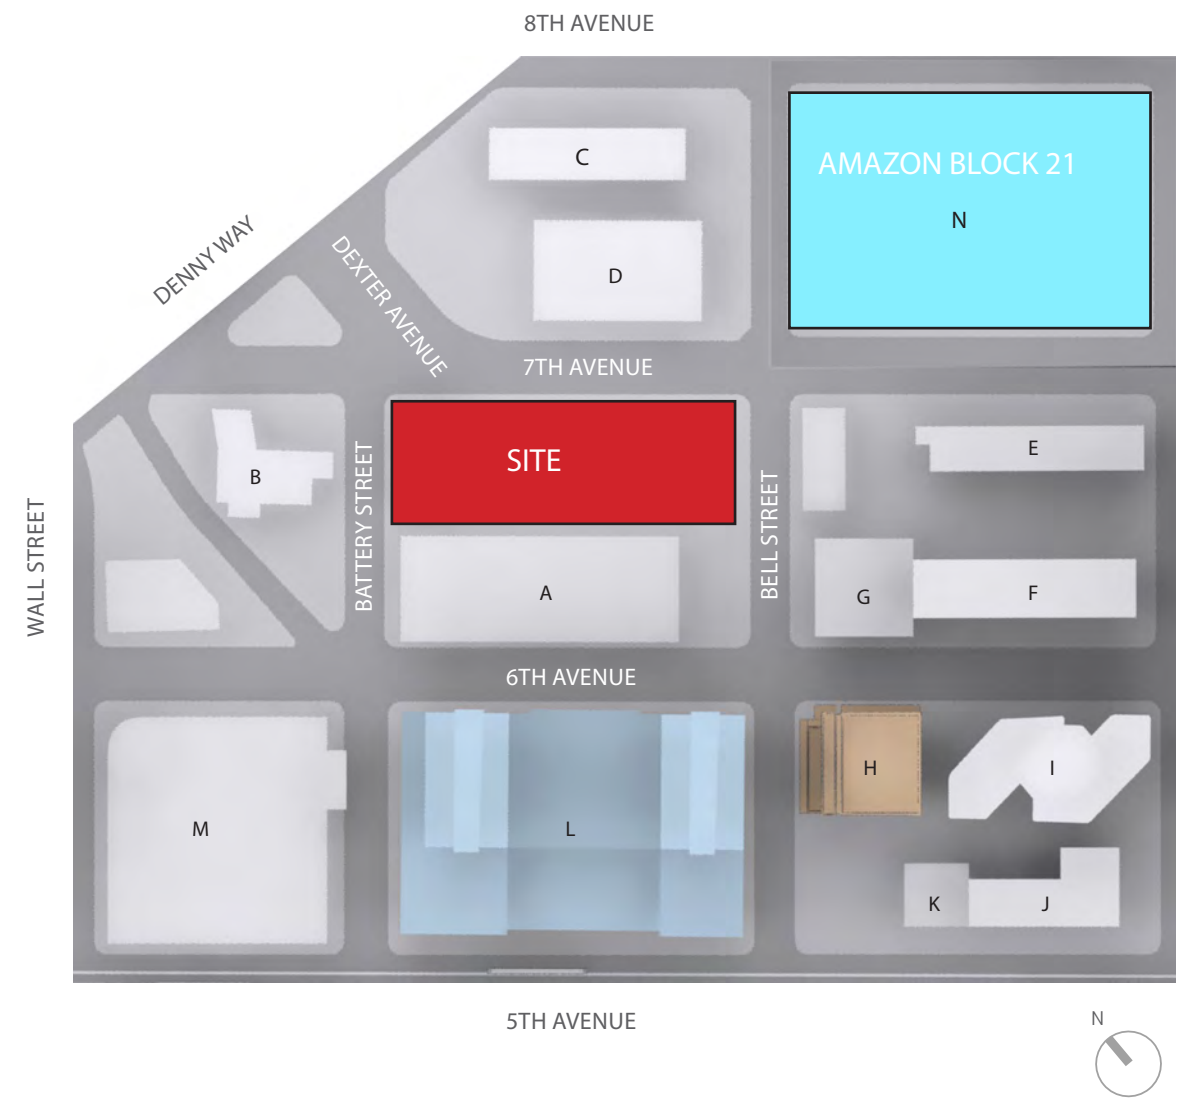 8TH AVENUE
C
AMAZON BLOCK 21
N
DENNY WAY
DEXTER AVENUE
D
7TH AVENUE
WALL STREET
B
BATTERY STREET
SITE
A
BELL STREET
E
G
F
6TH AVENUE
M
L
H
I
K
J
5TH AVENUE
N